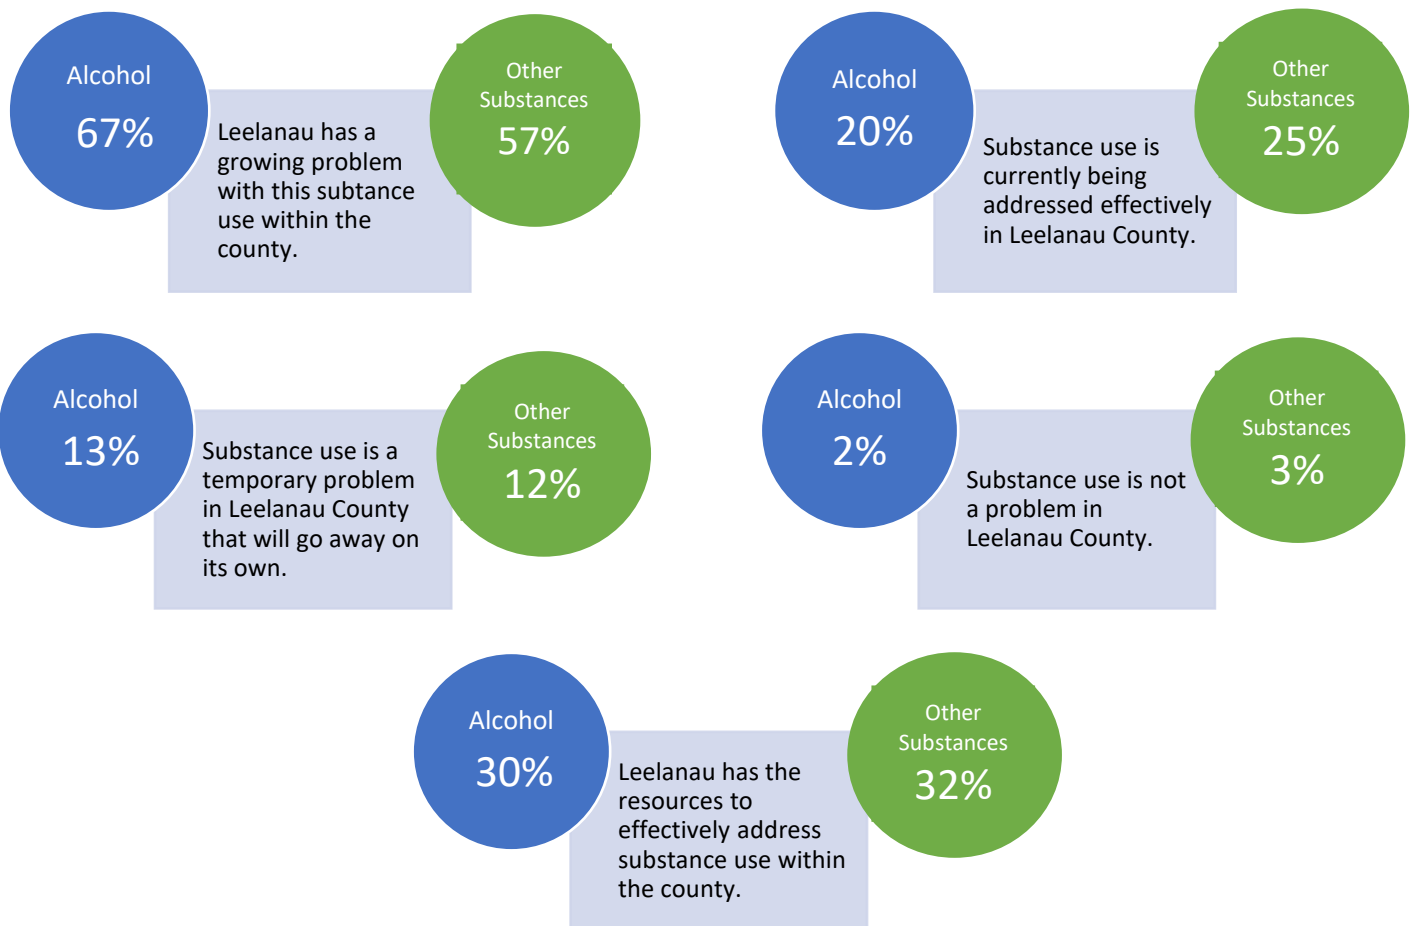 Alcohol
67%
Leelanau has a
growing problem
with this subtance
use within the
county.
Other
Substances
57%
Alcohol
20%
Substance use is
currently being
addressed effectively
in Leelanau County.
Other
Substances
25%
Alcohol
13%
Substance use is a
temporary problem
in Leelanau County
that will go away on
its own.
Other
Substances
12%
Alcohol
2%
Substance use is not
a problem in
Leelanau County.
Other
Substances
3%
Alcohol
30%
Leelanau has the
resources to
effectively address
substance use within
the county.
Other
Substances
32%